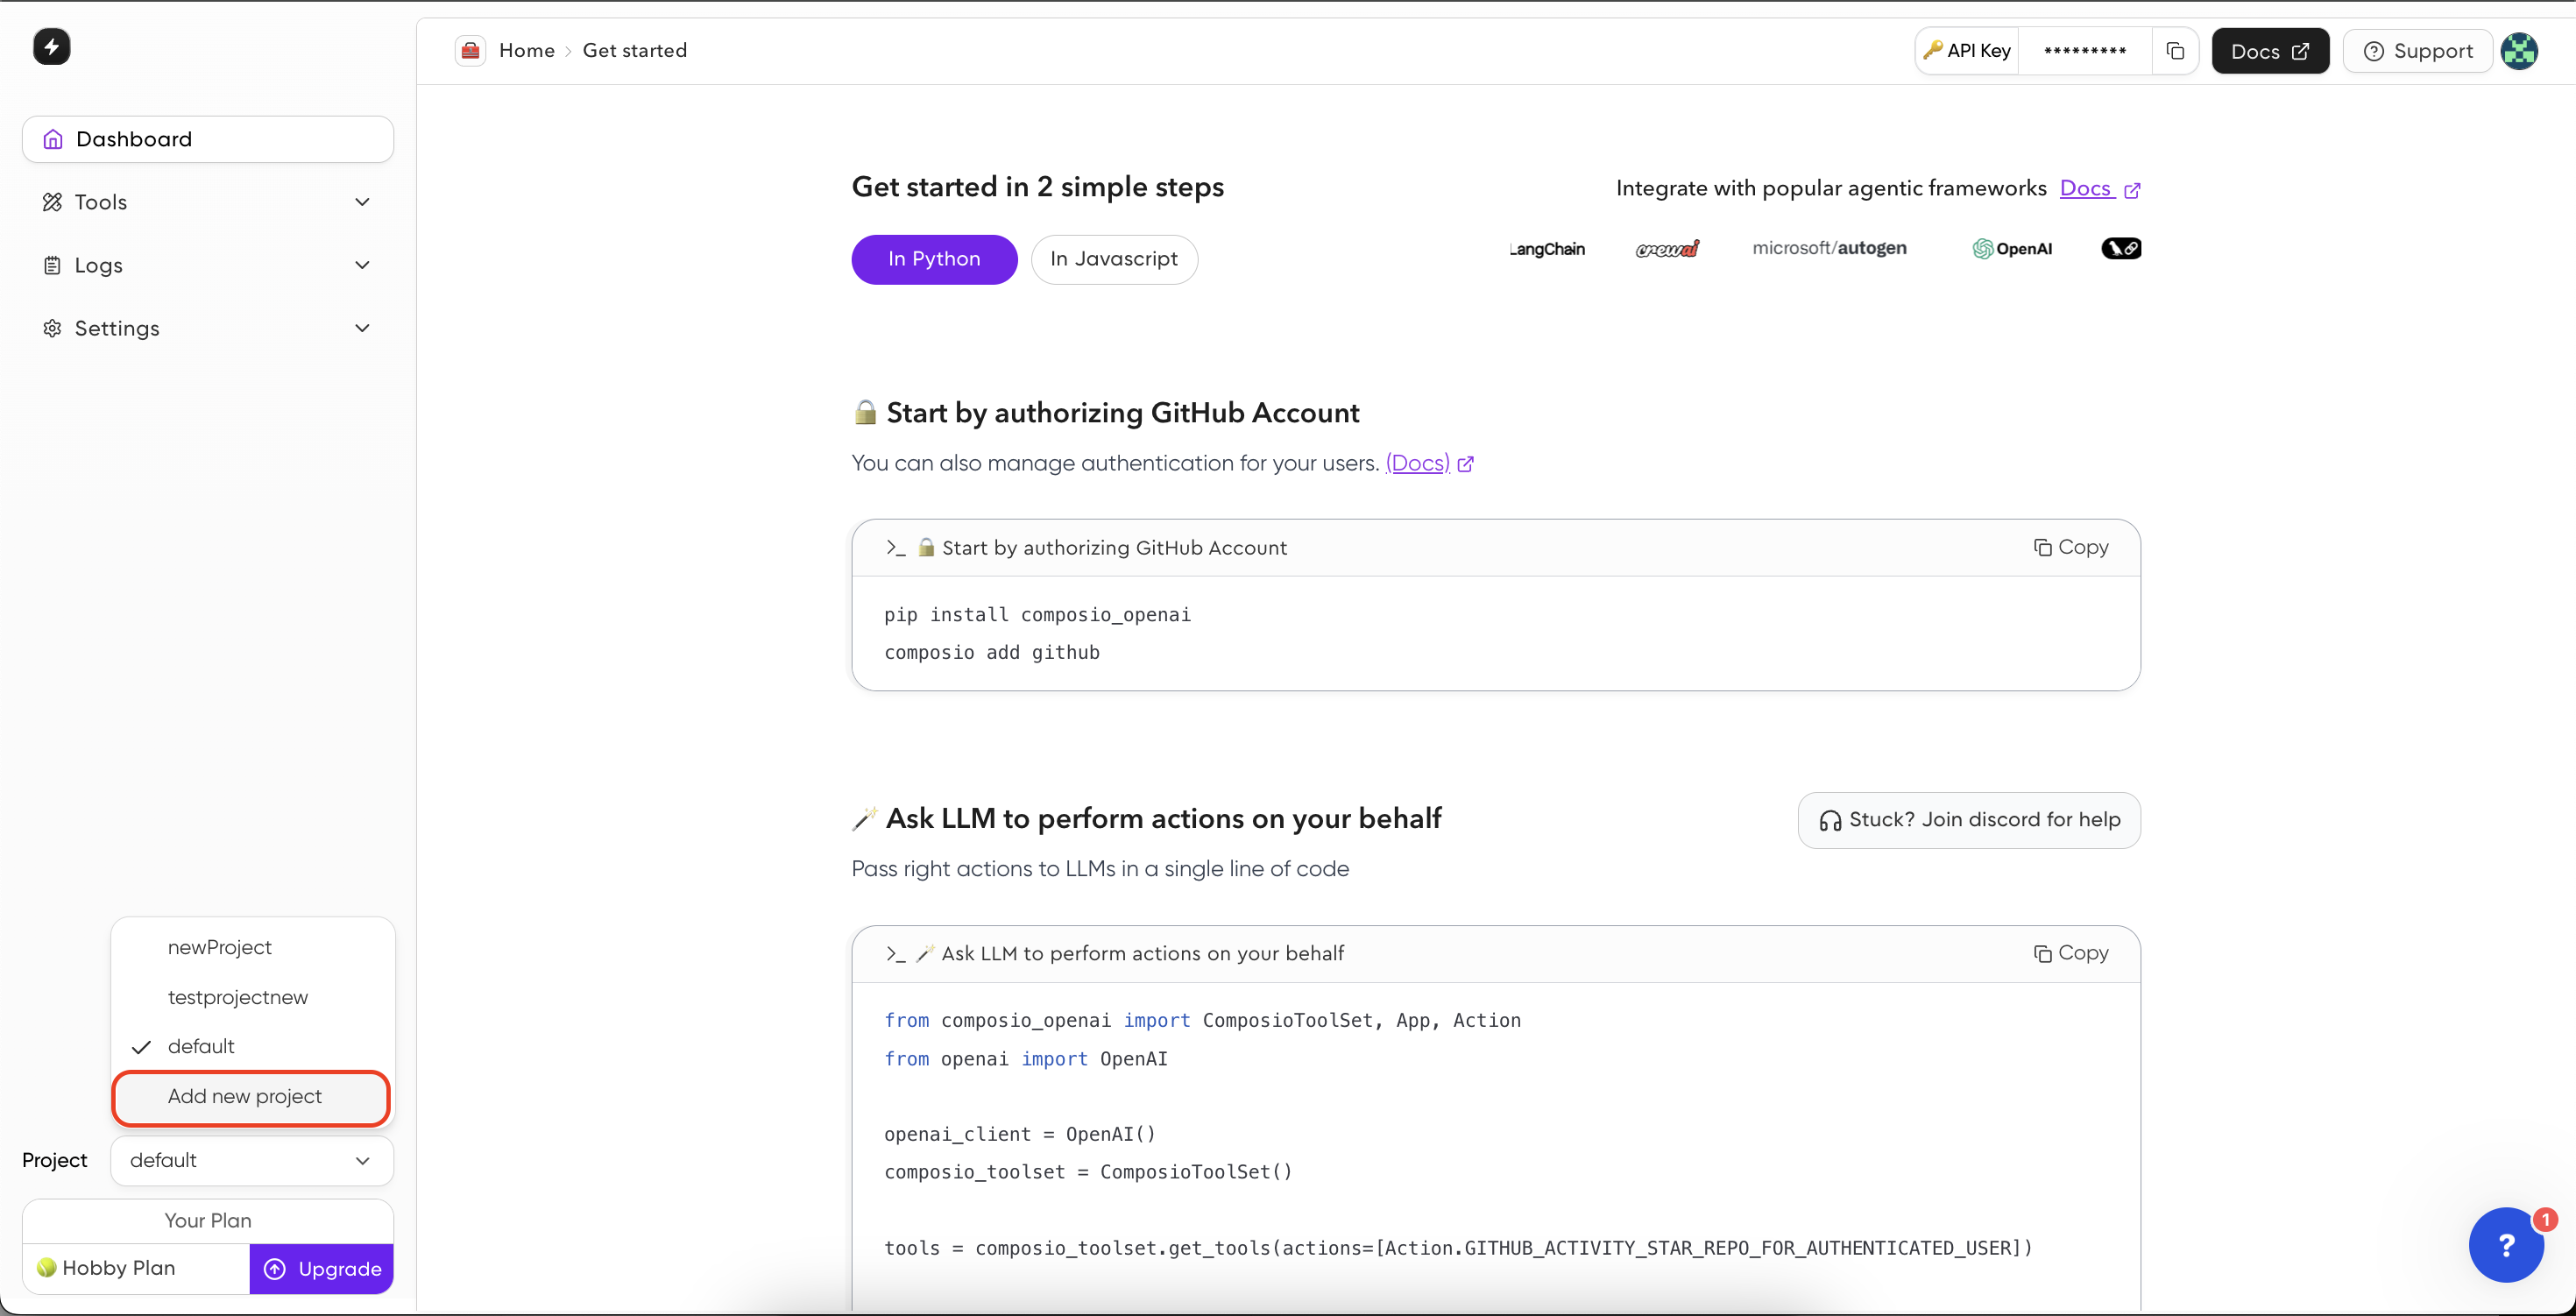 Home > Get started
API Key
*********
Docs
Support
Dashboard
Tools
Logs
Settings
Get started in 2 simple steps
Integrate with popular agentic frameworks Docs
In Python
In Javascript
LangChain
crewai
microsoft/autogen
OpenAI
Start by authorizing GitHub Account
You can also manage authentication for your users. (Docs)
>_ Start by authorizing GitHub Account
Copy
pip install composio_openai
composio add github
Ask LLM to perform actions on your behalf
Stuck? Join discord for help
Pass right actions to LLMs in a single line of code
>_ Ask LLM to perform actions on your behalf
Copy
from composio_openai import ComposioToolSet, App, Action
from openai import OpenAI
openai_client = OpenAI()
composio_toolset = ComposioToolSet()
tools = composio_toolset.get_tools(actions=[Action.GITHUB_ACTIVITY_STAR_REPO_FOR_AUTHENTICATED_USER])
newProject
testprojectnew
default
Add new project
Project
default
Your Plan
Hobby Plan
Upgrade
?
1